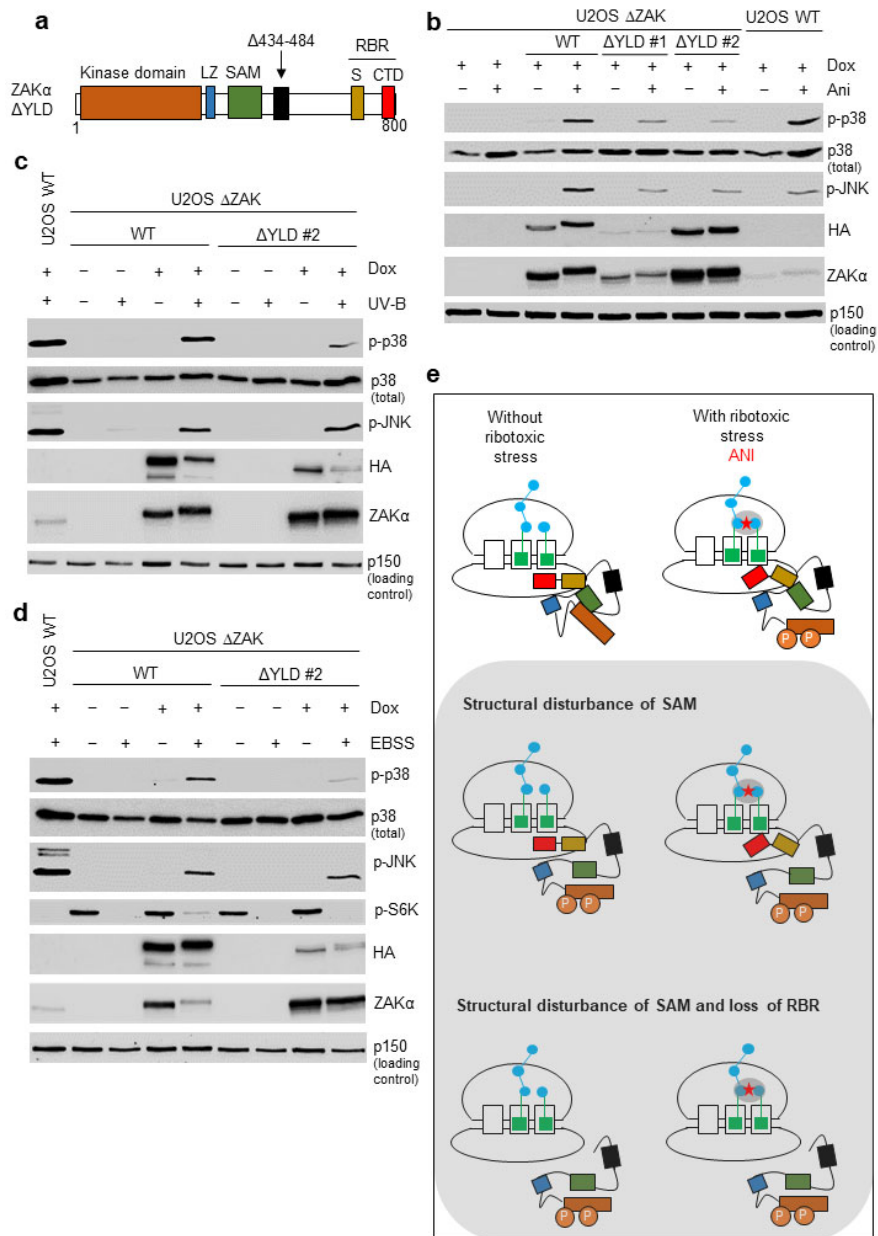 a
Δ434-484
RBR
Kinase domain LZ SAM S CTD
ZAKα
ΔYLD
1 800
b
U2OS ΔZAK U2OS WT
WT ΔYLD #1 ΔYLD #2
+ + + + + + + + + + Dox
+ + + + + Ani
p-p38
p38
(total)
p-JNK
HA
ZAKα
p150
(loading
control)
c
U2OS WT
U2OS ΔZAK
WT ΔYLD #2
+ – – + + – – + + Dox
+ – + – + – + – + UV-B
p-p38
p38
(total)
p-JNK
HA
ZAKα
p150
(loading
control)
d
U2OS WT
U2OS ΔZAK
WT ΔYLD #2
+ – – + + – – + + Dox
+ – + – + – + – + EBSS
p-p38
p38
(total)
p-JNK
p-S6K
HA
ZAKα
p150
(loading
control)
e
Without
ribotoxic
stress
With ribotoxic
stress
ANI
P P
Structural disturbance of SAM
P P P P
Structural disturbance of SAM and loss of RBR
P P P P